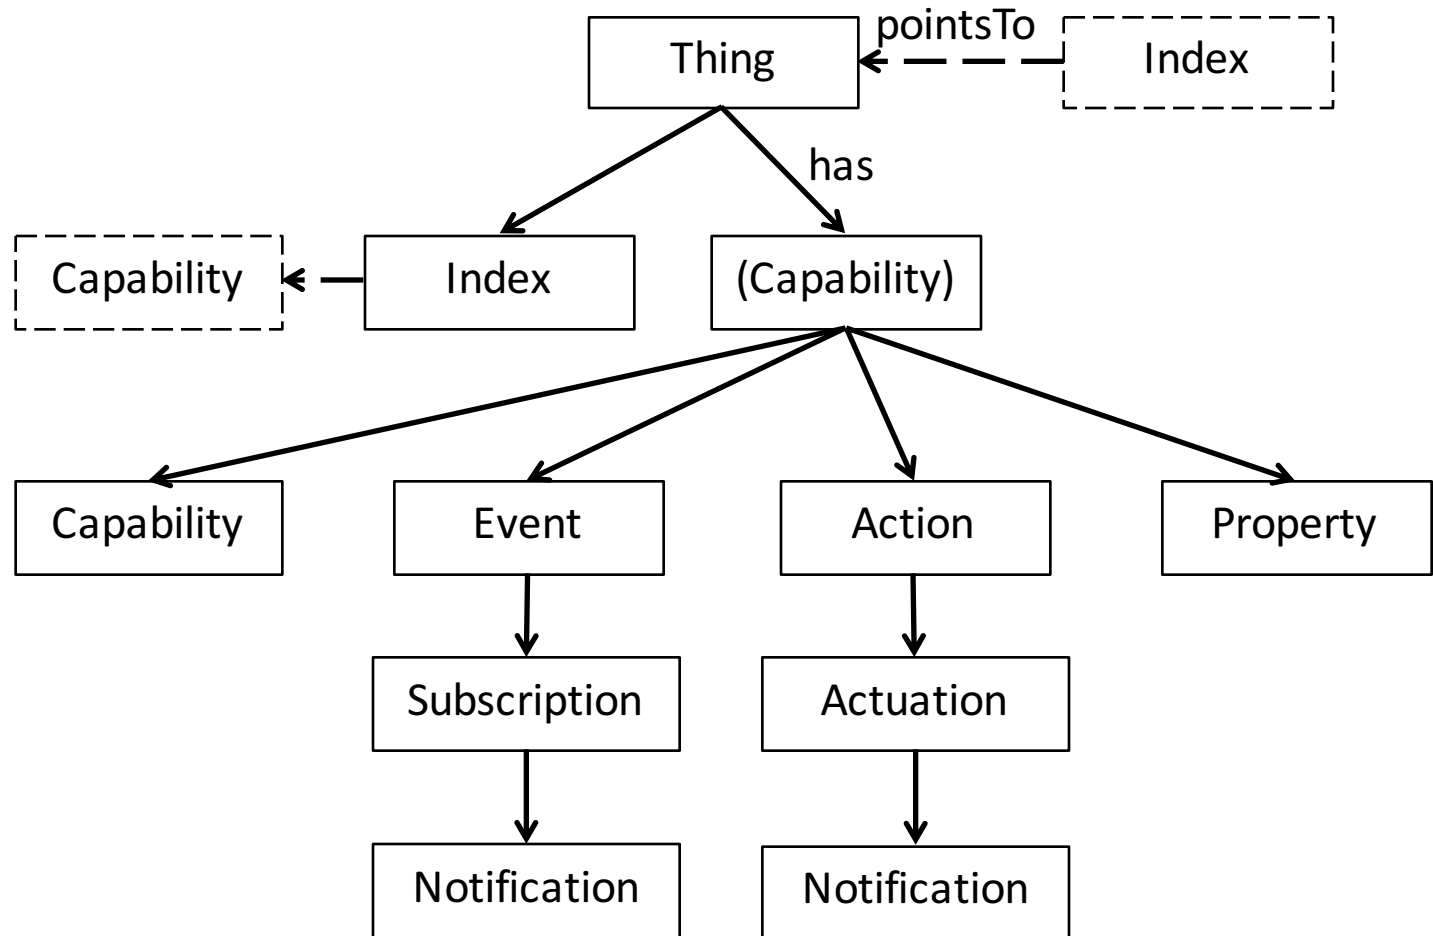 pointsTo
Thing
Index
has
Capability
Index
(Capability)
Capability
Event
Action
Property
Subscription
Actuation
Notification
Notification